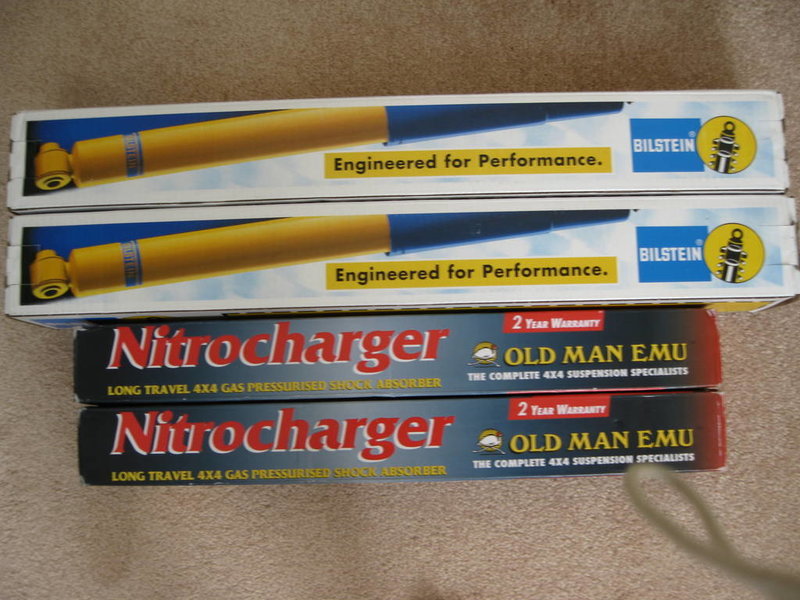 Engineered for Performance.
BILSTEIN®
Engineered for Performance.
BILSTEIN®
2 YEAR WARRANTY
Nitrocharger
OLD MAN EMU
LONG TRAVEL 4X4 GAS PRESSURISED SHOCK ABSORBER
THE COMPLETE 4X4 SUSPENSION SPECIALISTS
2 YEAR WARRANTY
Nitrocharger
OLD MAN EMU
LONG TRAVEL 4X4 GAS PRESSURISED SHOCK ABSORBER
THE COMPLETE 4X4 SUSPENSION SPECIALISTS